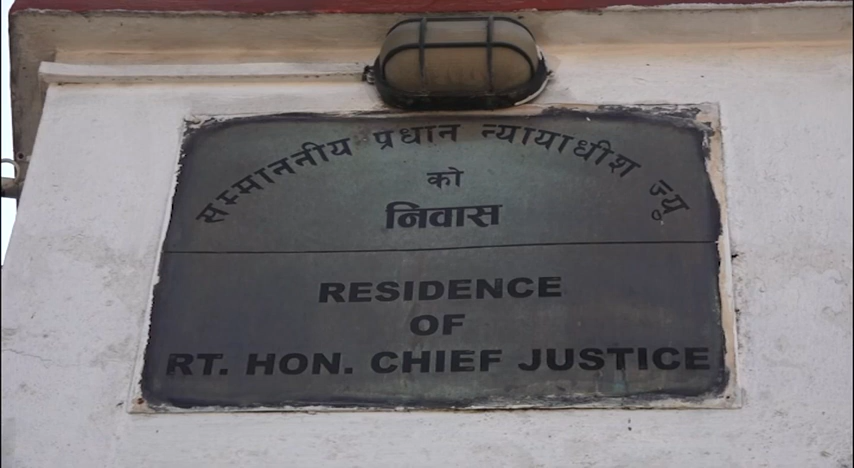 सम्माननीय प्रधान न्यायाधीश ज्यू
को
निवास
RESIDENCE
OF
RT. HON. CHIEF JUSTICE